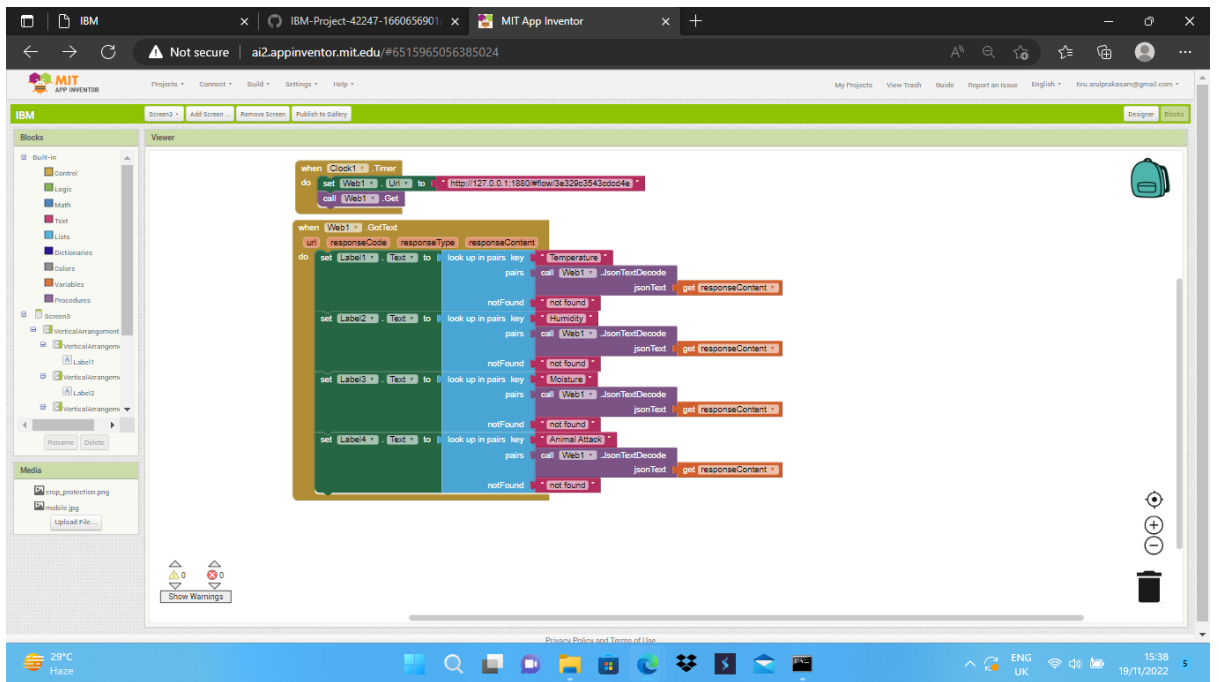 IBM
IBM-Project-42247-1660656901/
MIT App Inventor
Not secure
ai2.appinventor.mit.edu/#6515965056385024
MIT
APP INVENTOR
Projects
Connect
Build
Settings
Help
My Projects
View Trash
Guide
Report an Issue
English
tiru.arulprakasam@gmail.com
IBM
Screen3
Add Screen ...
Remove Screen
Publish to Gallery
Designer
Blocks
Blocks
Viewer
Built-in
Control
Logic
Math
Text
Lists
Dictionaries
Colors
Variables
Procedures
Screen3
VerticalArrangement
VerticalArrangem
Label1
VerticalArrangem
Label2
VerticalArrangem
Rename
Delete
Media
crop_protection.png
mobile.jpg
Upload File ...
when Clock1 .Timer
do set Web1 . Url to " http://127.0.0.1:1880/#flow/3e329c3543cdcd4e "
call Web1 .Get
when Web1 .GotText
url responseCode responseType responseContent
do set Label1 . Text to look up in pairs key " Temperature "
pairs call Web1 .JsonTextDecode
jsonText get responseContent
notFound " not found "
set Label2 . Text to look up in pairs key " Humidity "
pairs call Web1 .JsonTextDecode
jsonText get responseContent
notFound " not found "
set Label3 . Text to look up in pairs key " Moisture "
pairs call Web1 .JsonTextDecode
jsonText get responseContent
notFound " not found "
set Label4 . Text to look up in pairs key " Animal Attack "
pairs call Web1 .JsonTextDecode
jsonText get responseContent
notFound " not found "
0
0
Show Warnings
Privacy Policy and Terms of Use
29°C
Haze
ENG
UK
15:38
19/11/2022
5